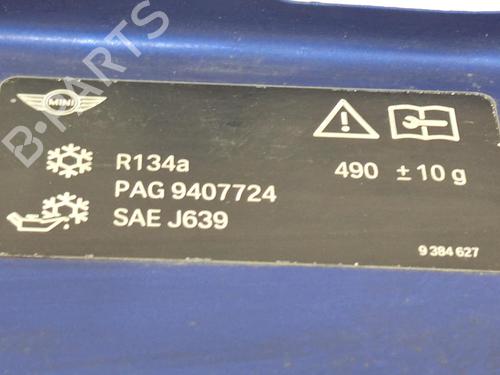 MINI
R134a 490 ± 10 g
PAG 9407724
SAE J639
9 384 627
B-PARTS